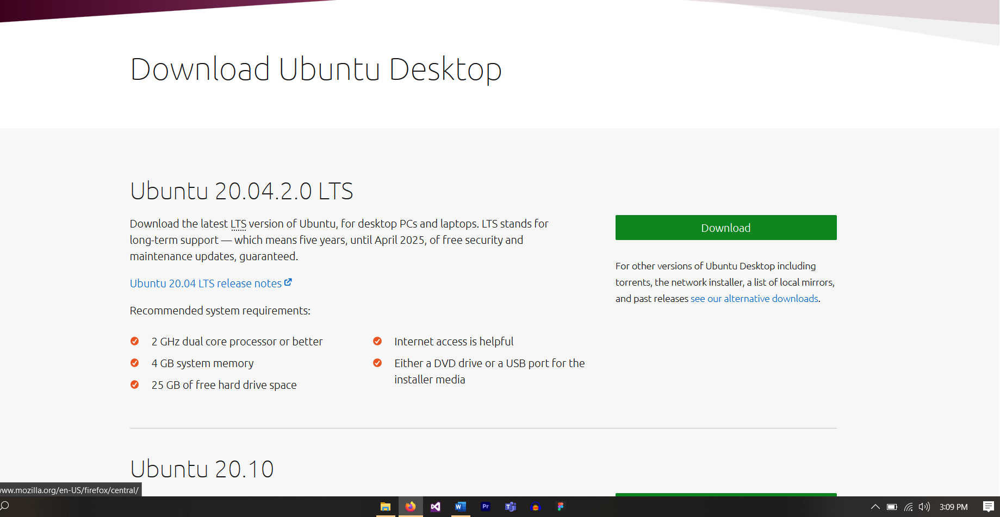 Download Ubuntu Desktop
Ubuntu 20.04.2.0 LTS
Download the latest LTS version of Ubuntu, for desktop PCs and laptops. LTS stands for
long-term support — which means five years, until April 2025, of free security and
maintenance updates, guaranteed.
Ubuntu 20.04 LTS release notes
Recommended system requirements:
2 GHz dual core processor or better
4 GB system memory
25 GB of free hard drive space
Internet access is helpful
Either a DVD drive or a USB port for the
installer media
Download
For other versions of Ubuntu Desktop including
torrents, the network installer, a list of local mirrors,
and past releases see our alternative downloads.
Ubuntu 20.10
www.mozilla.org/en-US/firefox/central/
W
Pr
T
3:09 PM